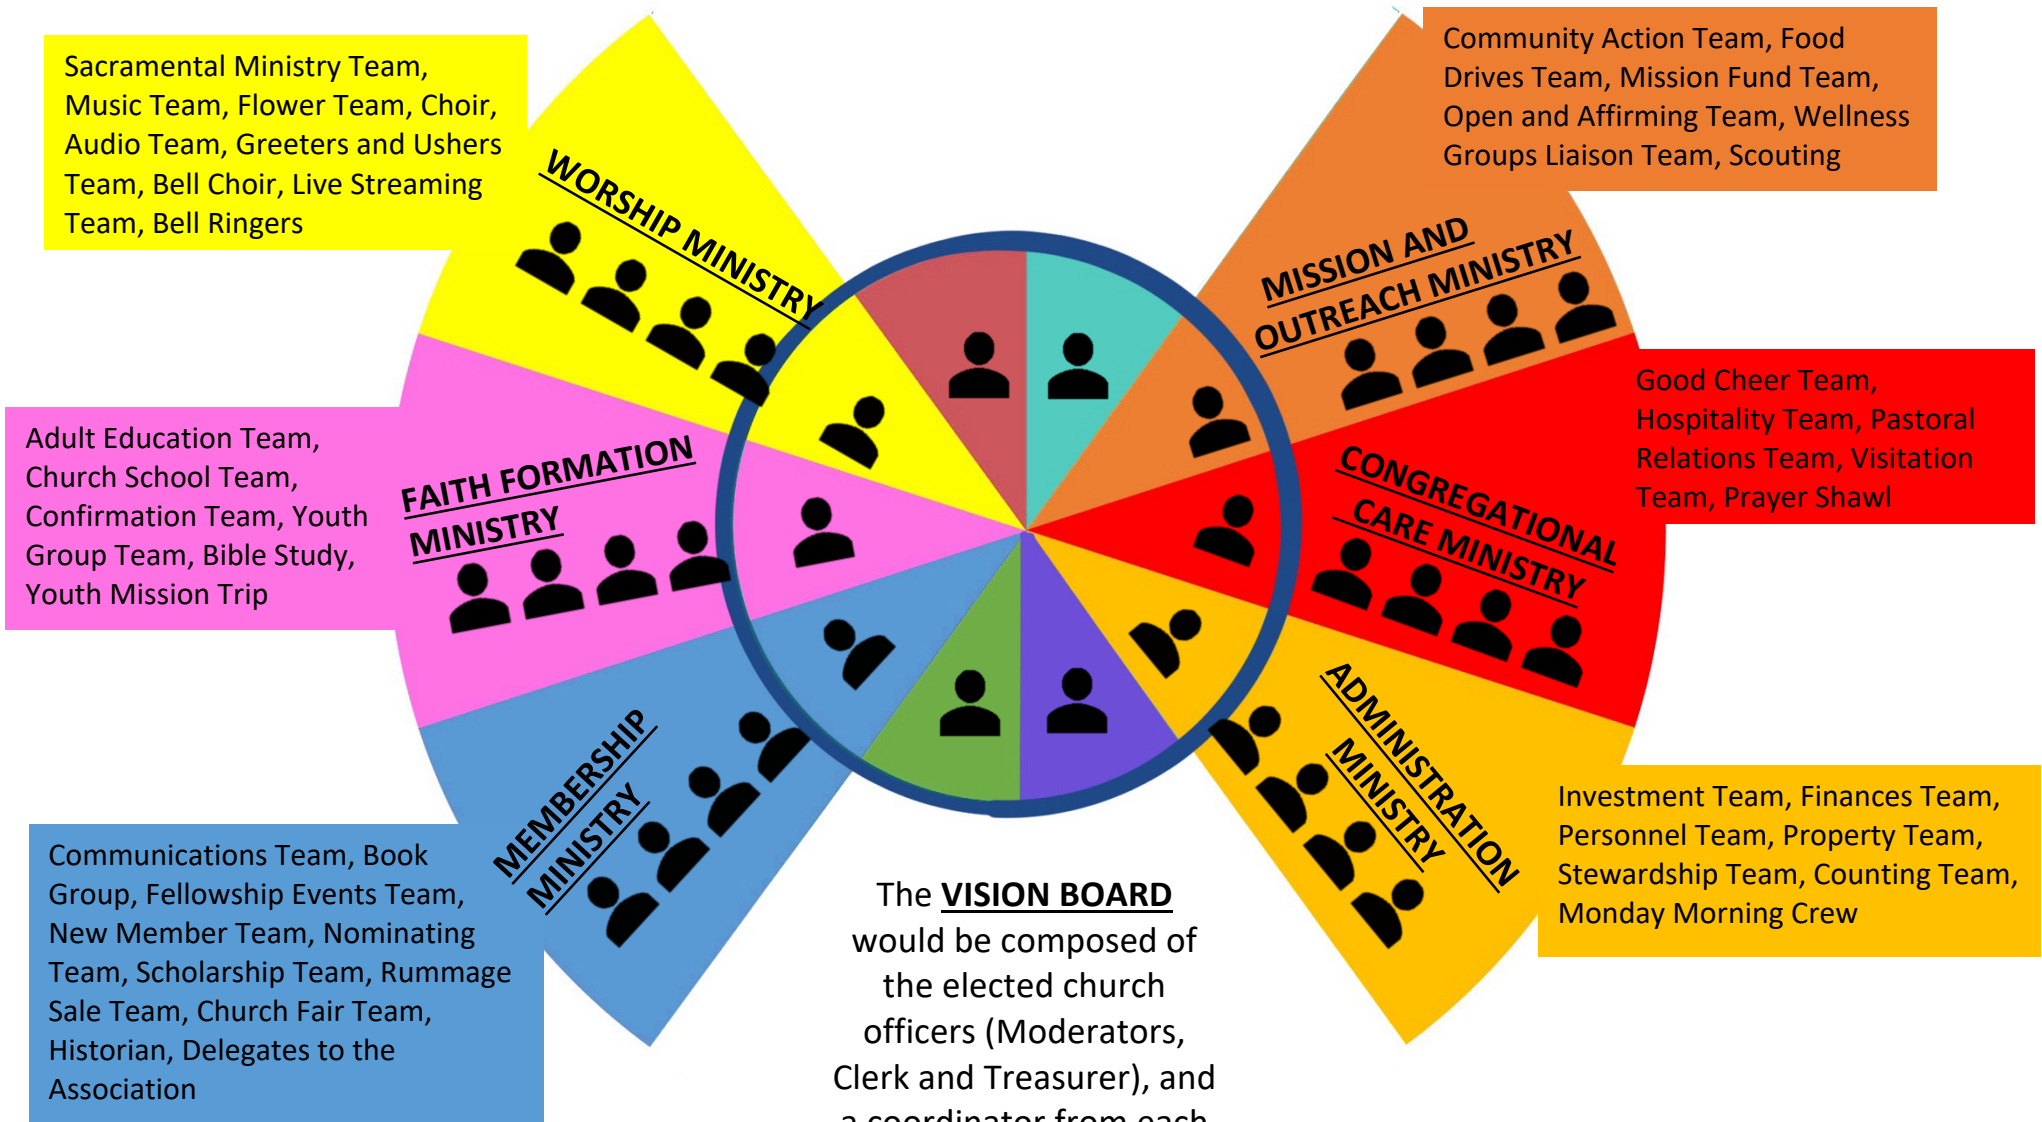 Sacramental Ministry Team,
Music Team, Flower Team, Choir,
Audio Team, Greeters and Ushers
Team, Bell Choir, Live Streaming
Team, Bell Ringers
WORSHIP MINISTRY
Community Action Team, Food
Drives Team, Mission Fund Team,
Open and Affirming Team, Wellness
Groups Liaison Team, Scouting
MISSION AND
OUTREACH MINISTRY
Adult Education Team,
Church School Team,
Confirmation Team, Youth
Group Team, Bible Study,
Youth Mission Trip
FAITH FORMATION
MINISTRY
Good Cheer Team,
Hospitality Team, Pastoral
Relations Team, Visitation
Team, Prayer Shawl
CONGREGATIONAL
CARE MINISTRY
Communications Team, Book
Group, Fellowship Events Team,
New Member Team, Nominating
Team, Scholarship Team, Rummage
Sale Team, Church Fair Team,
Historian, Delegates to the
Association
MEMBERSHIP
MINISTRY
ADMINISTRATION
MINISTRY
Investment Team, Finances Team,
Personnel Team, Property Team,
Stewardship Team, Counting Team,
Monday Morning Crew
The VISION BOARD
would be composed of
the elected church
officers (Moderators,
Clerk and Treasurer), and
a coordinator from each